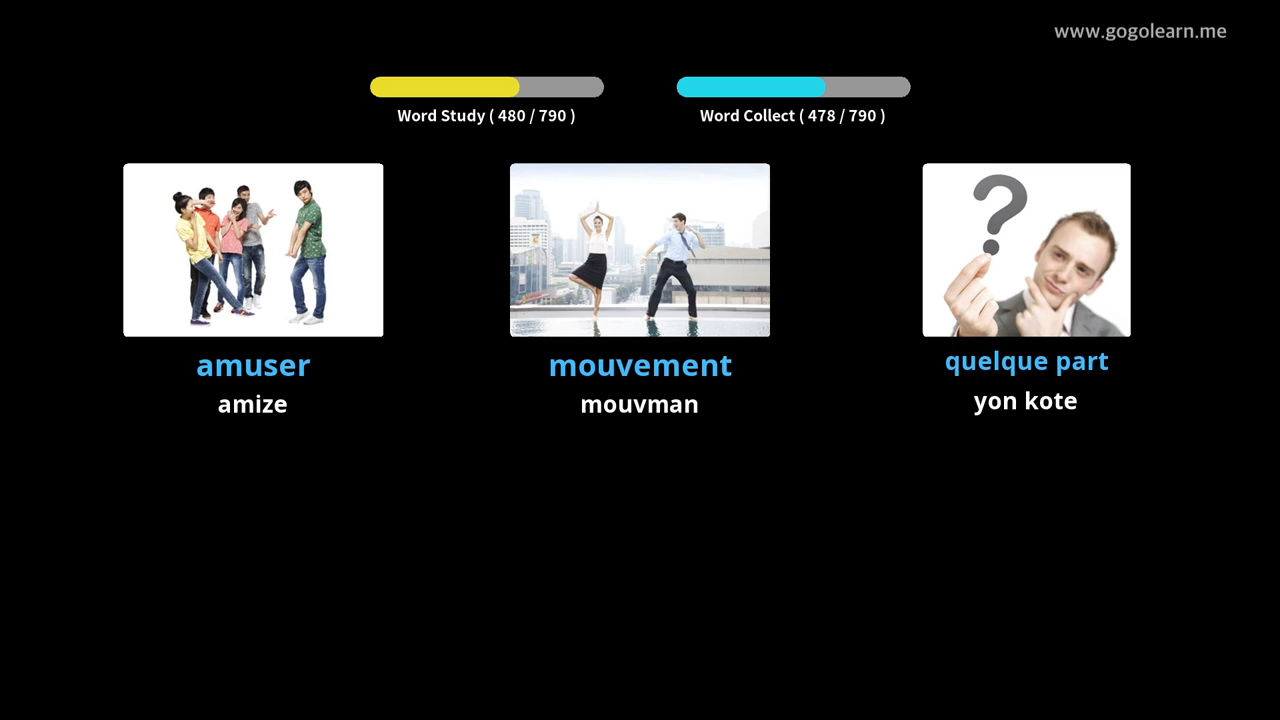 www.gogolearn.me
Word Study ( 480 / 790 )
Word Collect ( 478 / 790 )
amuser
amize
mouvement
mouvman
quelque part
yon kote